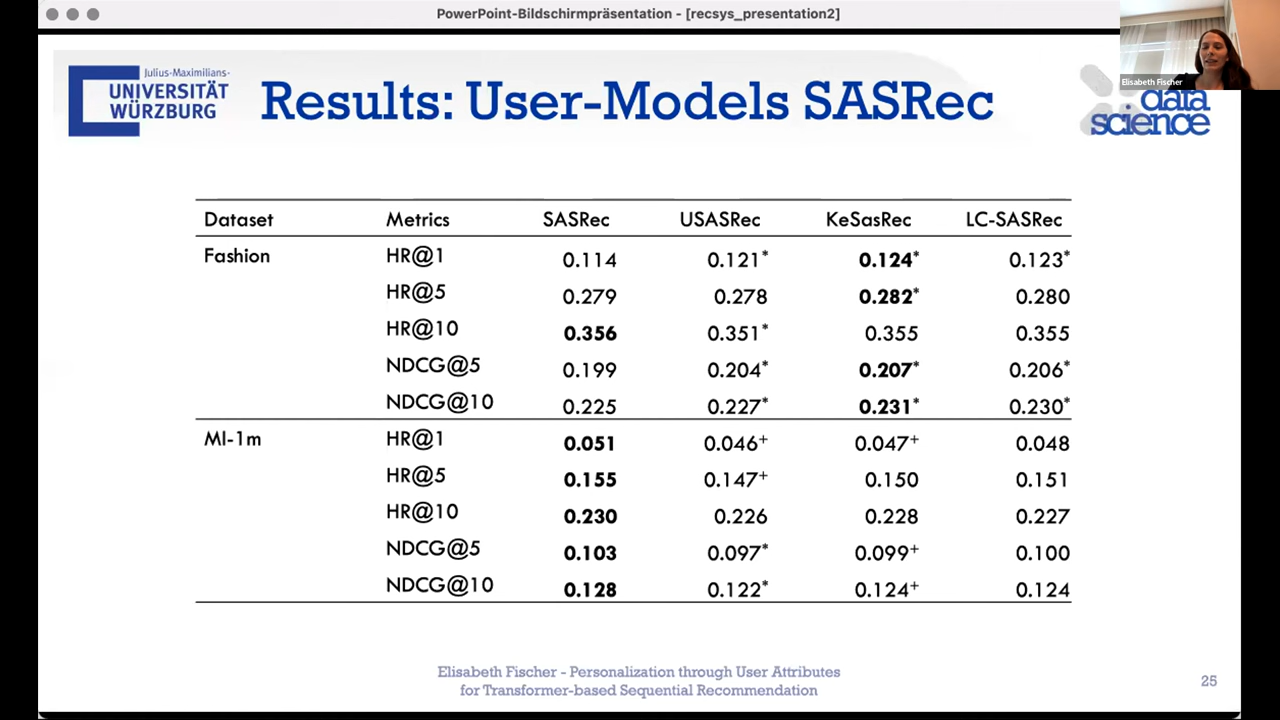 PowerPoint-Bildschirmpräsentation - [recsys_presentation2]
Elisabeth Fischer
Julius-Maximilians-
UNIVERSITÄT
WÜRZBURG
Results: User-Models SASRec
data
science
Dataset Metrics SASRec USASRec KeSasRec LC-SASRec
Fashion HR@1 0.114 0.121* 0.124* 0.123*
HR@5 0.279 0.278 0.282* 0.280
HR@10 0.356 0.351* 0.355 0.355
NDCG@5 0.199 0.204* 0.207* 0.206*
NDCG@10 0.225 0.227* 0.231* 0.230*
Ml-1m HR@1 0.051 0.046+ 0.047+ 0.048
HR@5 0.155 0.147+ 0.150 0.151
HR@10 0.230 0.226 0.228 0.227
NDCG@5 0.103 0.097* 0.099+ 0.100
NDCG@10 0.128 0.122* 0.124+ 0.124
Elisabeth Fischer - Personalization through User Attributes
for Transformer-based Sequential Recommendation
25